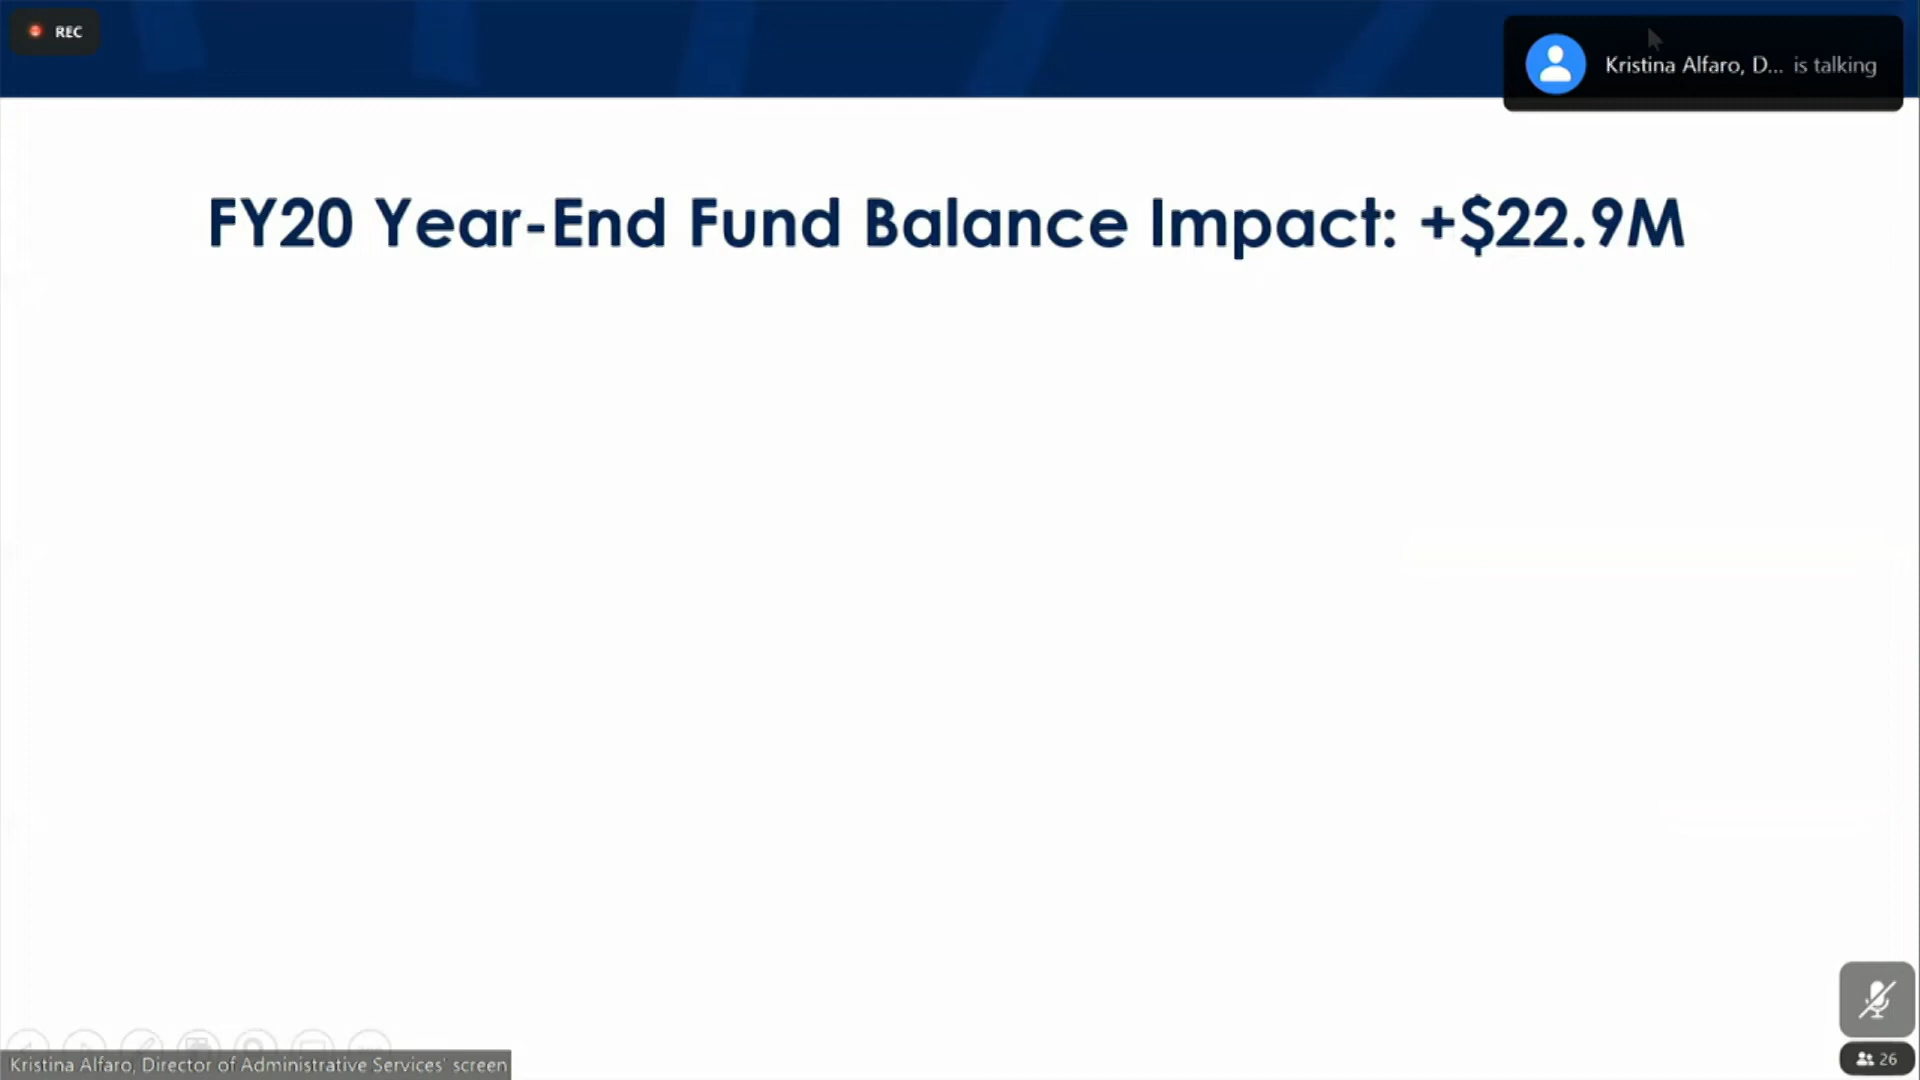 REC
Kristina Alfaro, D... is talking
FY20 Year-End Fund Balance Impact: +$22.9M
Kristina Alfaro, Director of Administrative Services' screen
26